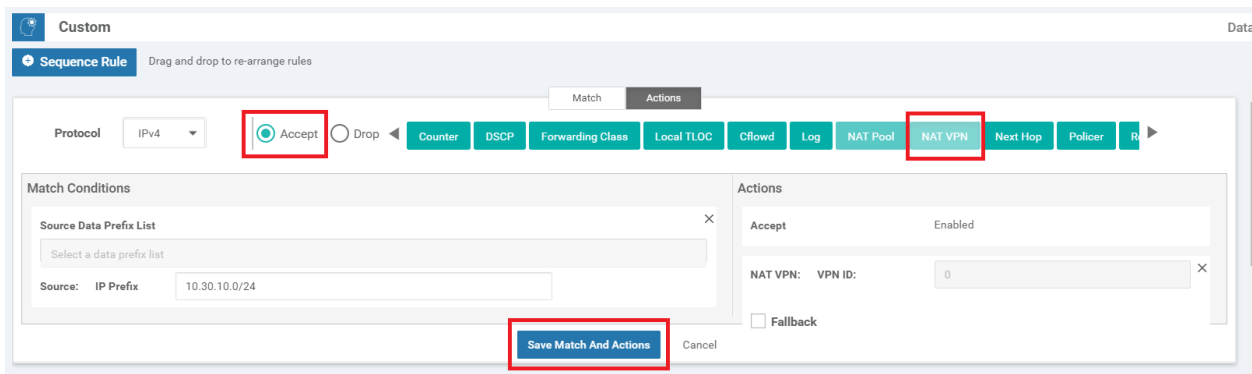 Custom
Data
Sequence Rule Drag and drop to re-arrange rules
Match Actions
Protocol IPv4 Accept Drop Counter DSCP Forwarding Class Local TLOC Cflowd Log NAT Pool NAT VPN Next Hop Policer
Match Conditions
Actions
Source Data Prefix List
Select a data prefix list
Source: IP Prefix 10.30.10.0/24
Accept Enabled
NAT VPN: VPN ID: 0
Fallback
Save Match And Actions Cancel